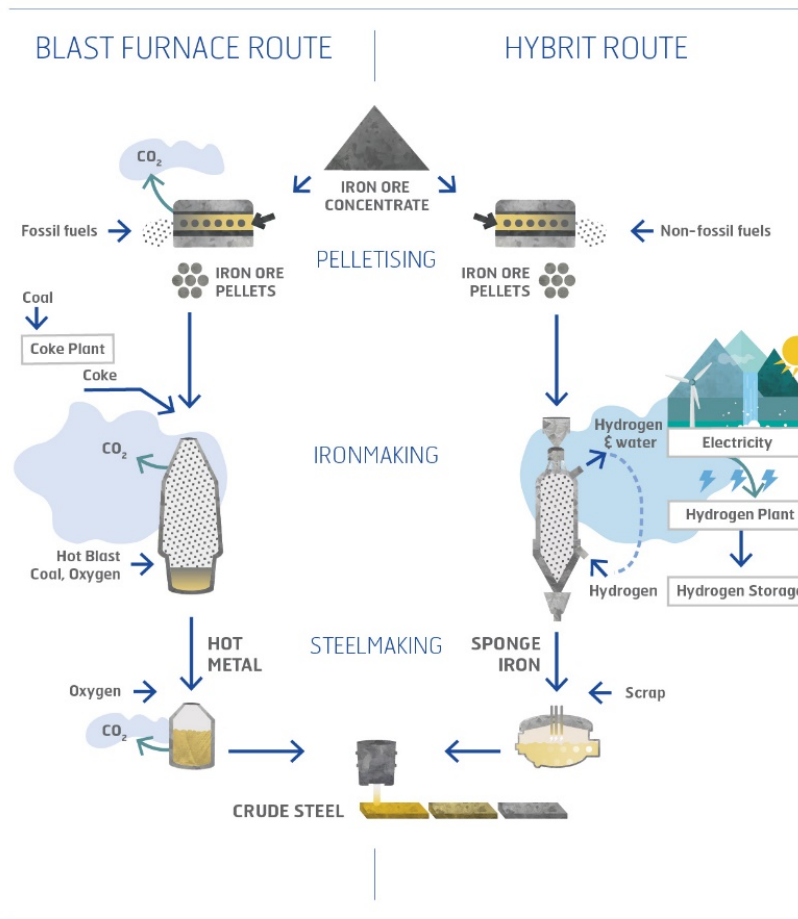 BLAST FURNACE ROUTE
HYBRIT ROUTE
CO₂
IRON ORE
CONCENTRATE
Fossil fuels
Non-fossil fuels
PELLETISING
IRON ORE
PELLETS
IRON ORE
PELLETS
Coal
Coke Plant
Coke
CO₂
IRONMAKING
Hydrogen
& water
Electricity
Hydrogen Plant
Hot Blast
Coal, Oxygen
Hydrogen
Hydrogen Storage
HOT
METAL
STEELMAKING
SPONGE
IRON
Oxygen
Scrap
CO₂
CRUDE STEEL